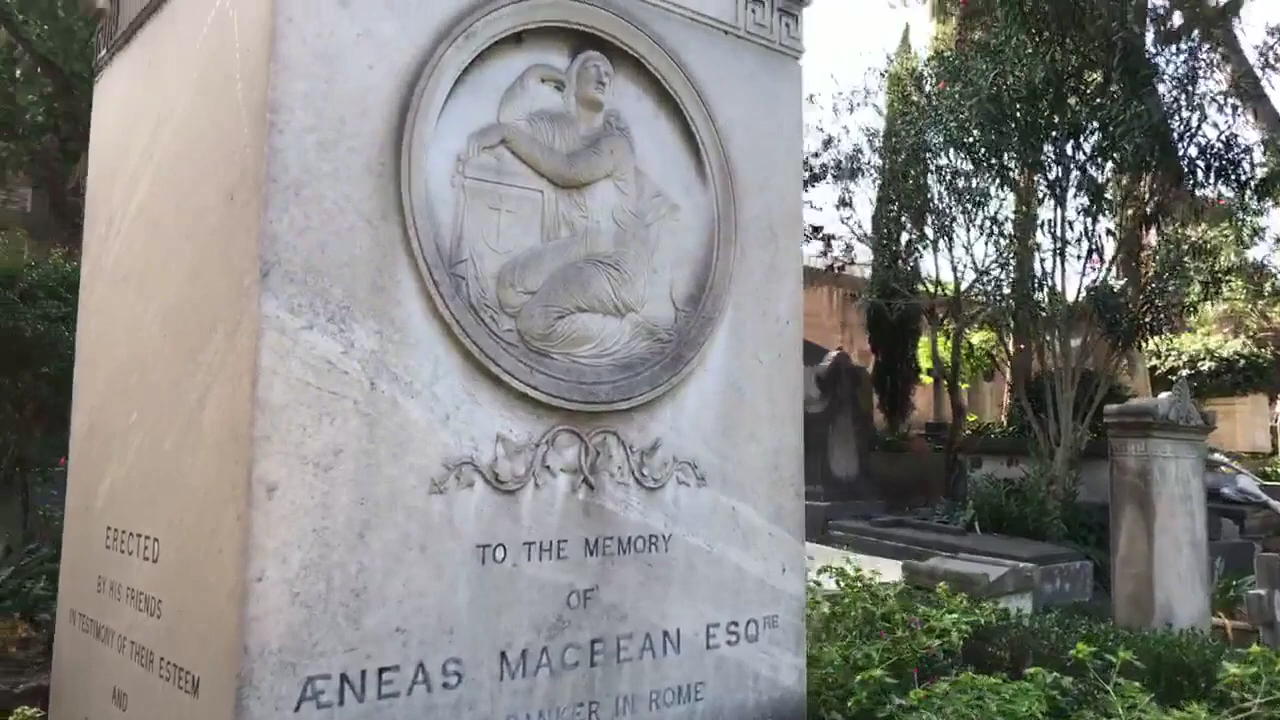 ERECTED
BY HIS FRIENDS
IN TESTIMONY OF THEIR ESTEEM
AND
TO THE MEMORY
OF
ÆNEAS MACBEAN ESQRE
BANKER IN ROME